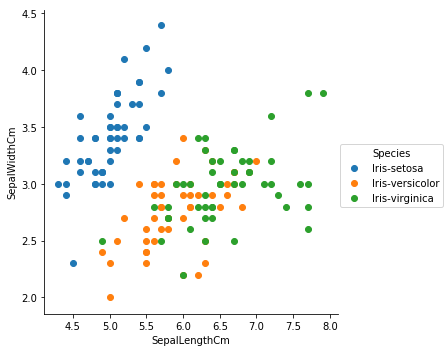 4.5
4.0
3.5
3.0
2.5
2.0
SepalWidthCm
4.5 5.0 5.5 6.0 6.5 7.0 7.5 8.0
SepalLengthCm
Species
Iris-setosa
Iris-versicolor
Iris-virginica